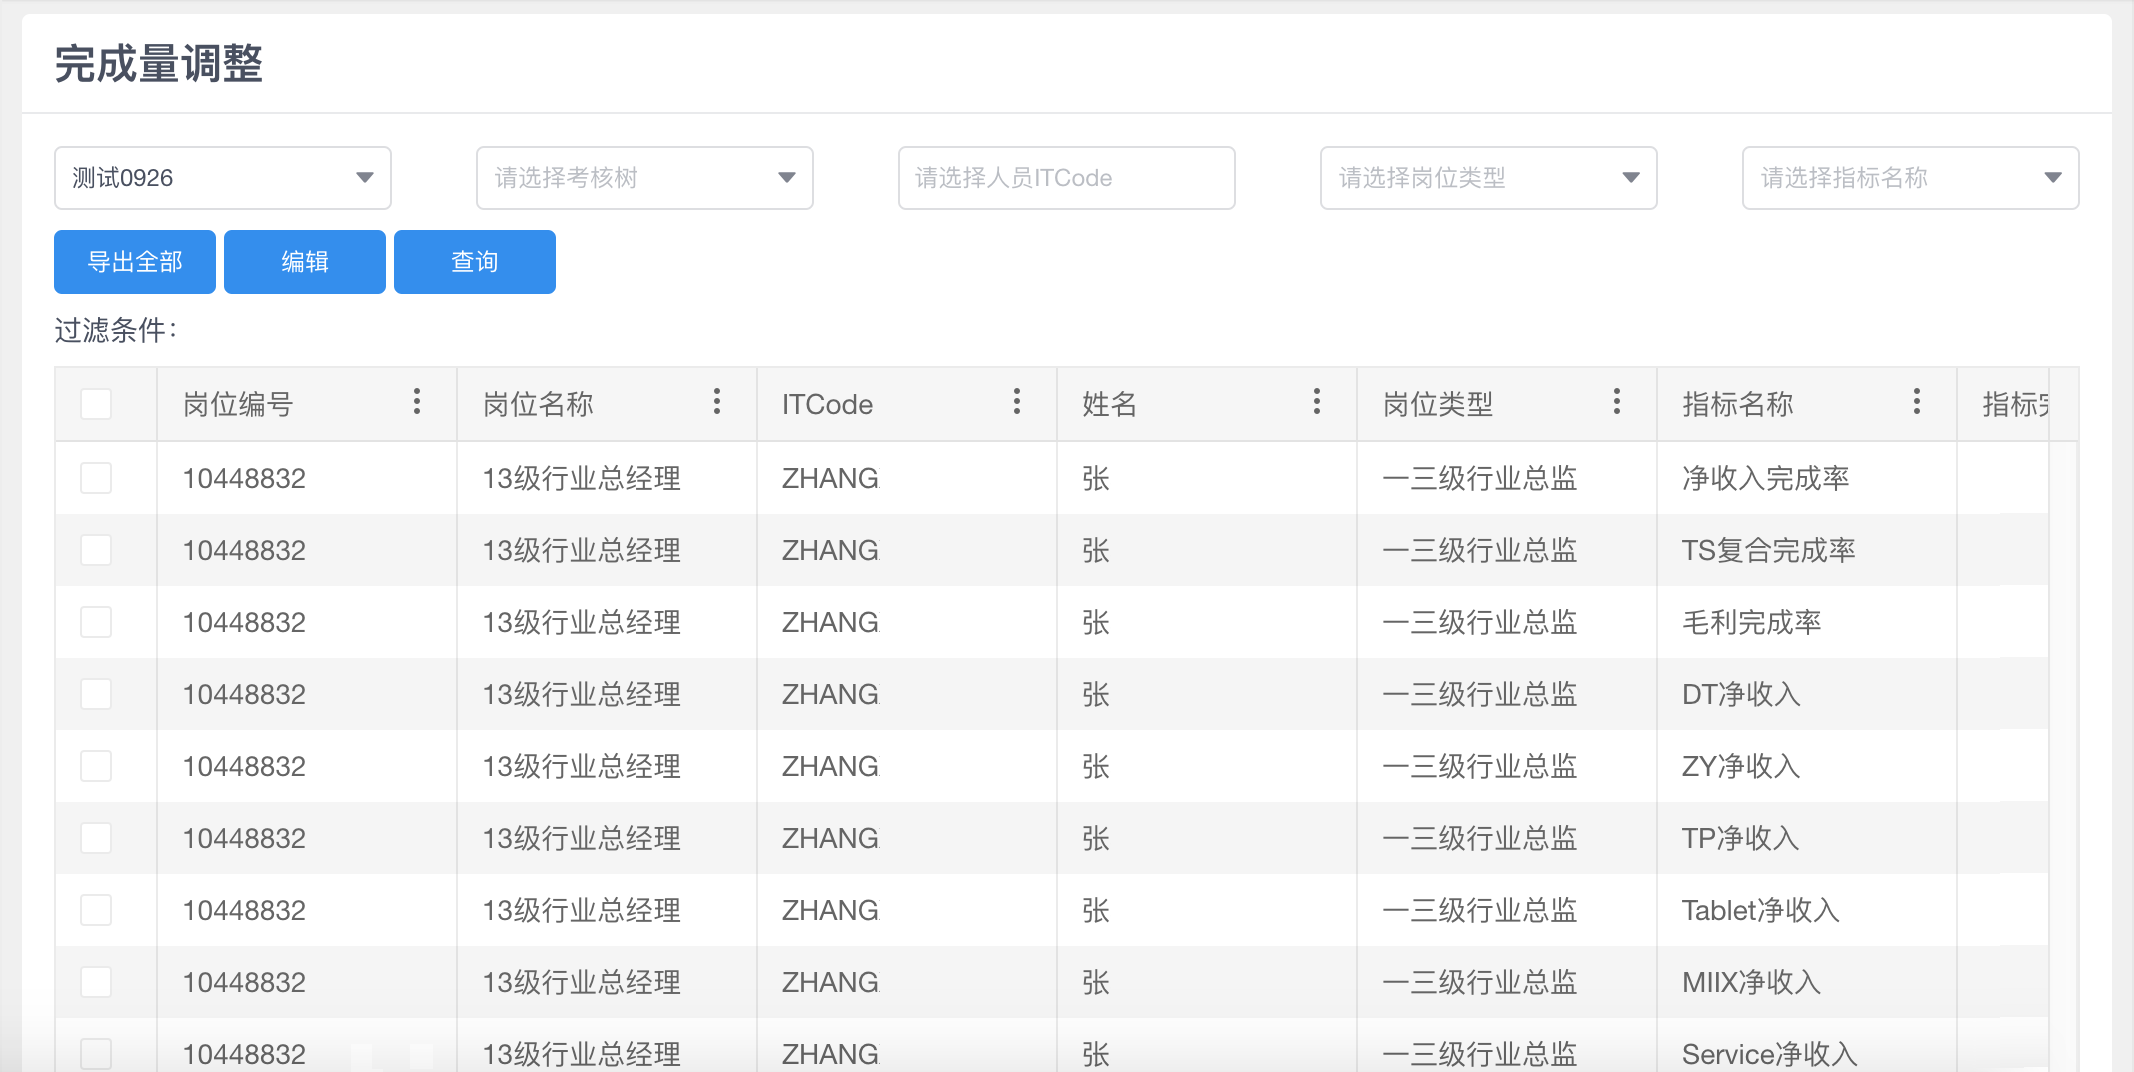 完成量调整
测试0926 请选择考核树 请选择人员ITCode 请选择岗位类型 请选择指标名称
导出全部 编辑 查询
过滤条件：
岗位编号 岗位名称 ITCode 姓名 岗位类型 指标名称 指标
10448832 13级行业总经理 ZHANG 张 一三级行业总监 净收入完成率
10448832 13级行业总经理 ZHANG 张 一三级行业总监 TS复合完成率
10448832 13级行业总经理 ZHANG 张 一三级行业总监 毛利完成率
10448832 13级行业总经理 ZHANG 张 一三级行业总监 DT净收入
10448832 13级行业总经理 ZHANG 张 一三级行业总监 ZY净收入
10448832 13级行业总经理 ZHANG 张 一三级行业总监 TP净收入
10448832 13级行业总经理 ZHANG 张 一三级行业总监 Tablet净收入
10448832 13级行业总经理 ZHANG 张 一三级行业总监 MIIX净收入
10448832 13级行业总经理 ZHANG 张 一三级行业总监 Service净收入